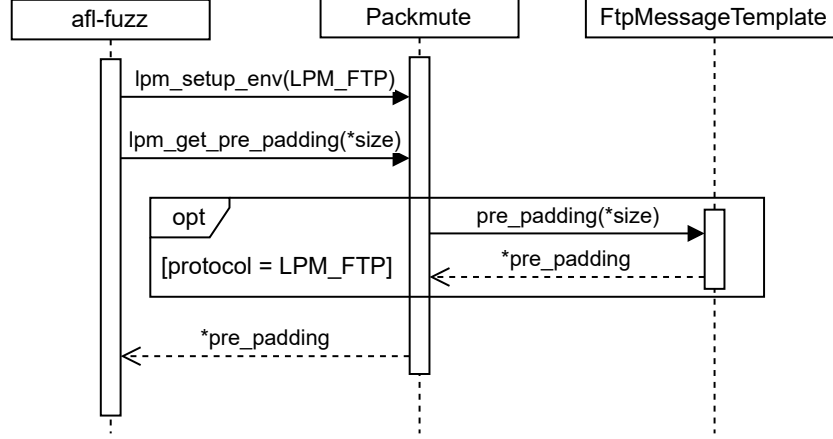 afl-fuzz
Packmute
FtpMessageTemplate
lpm_setup_env(LPM_FTP)
lpm_get_pre_padding(*size)
opt
pre_padding(*size)
[protocol = LPM_FTP]
*pre_padding
*pre_padding